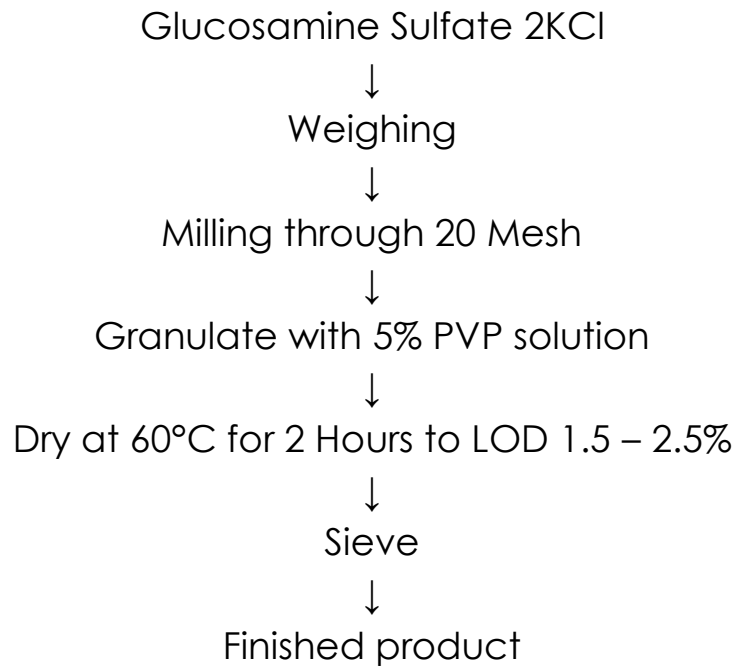 Glucosamine Sulfate 2KCl
↓
Weighing
↓
Milling through 20 Mesh
↓
Granulate with 5% PVP solution
↓
Dry at 60°C for 2 Hours to LOD 1.5 – 2.5%
↓
Sieve
↓
Finished product